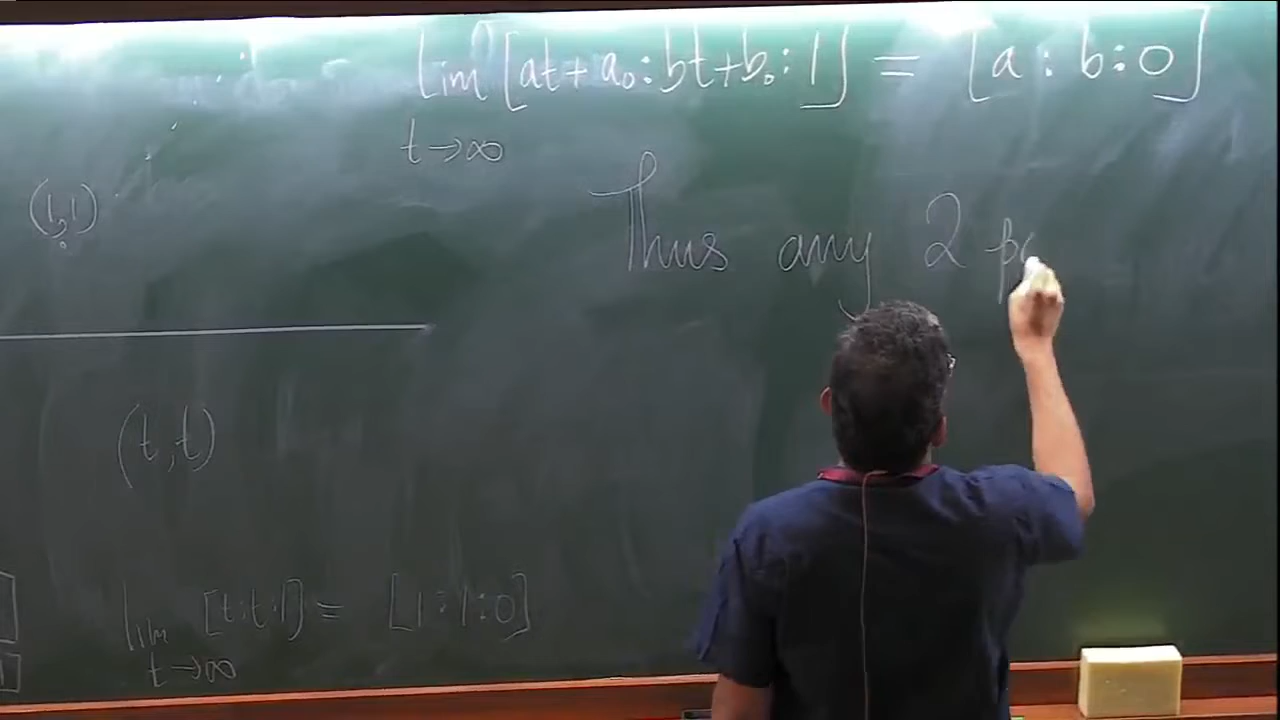 lim [at + a₀ : bt + b₀ : 1] = [a : b : 0]
t → ∞
(1,1)
Thus any 2
(t, t)
lim [t : t : 1] = [1 : 1 : 0]
t → ∞